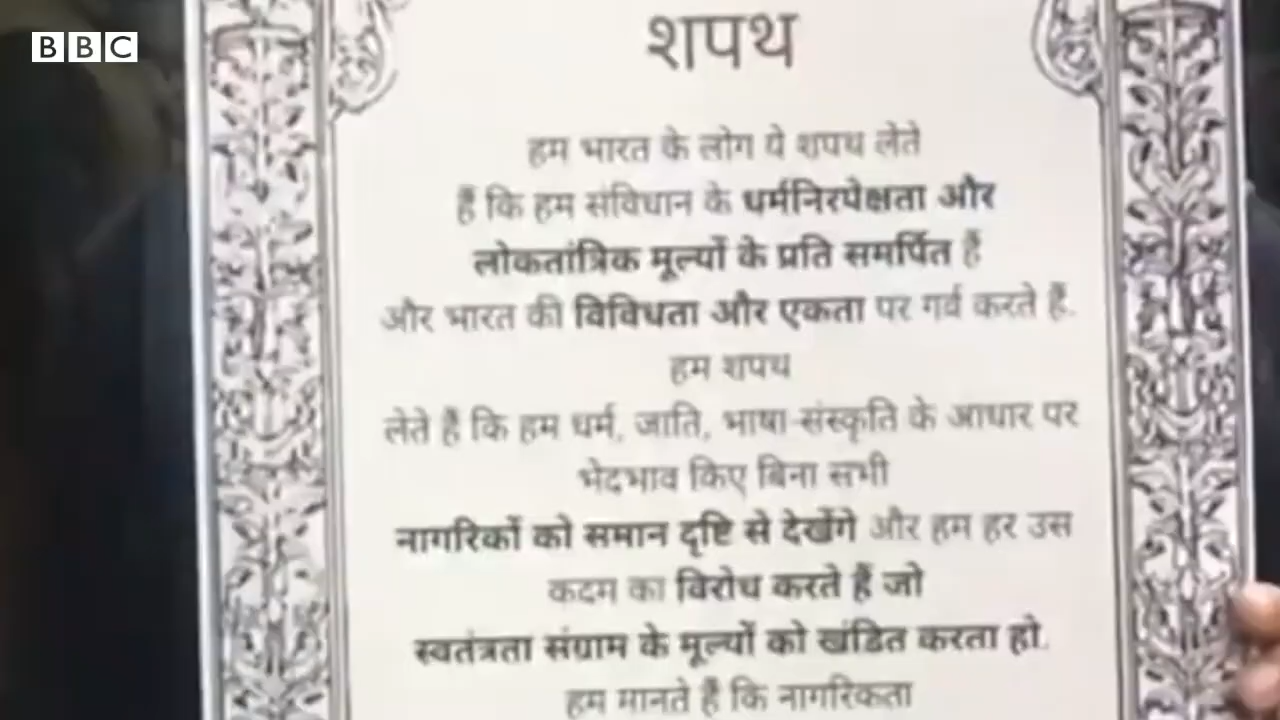 BBC
शपथ
हम भारत के लोग ये शपथ लेते
हैं कि हम संविधान के धर्मनिरपेक्षता और
लोकतांत्रिक मूल्यों के प्रति समर्पित हैं
और भारत की विविधता और एकता पर गर्व करते हैं.
हम शपथ
लेते हैं कि हम धर्म, जाति, भाषा-संस्कृति के आधार पर
भेदभाव किए बिना सभी
नागरिकों को समान दृष्टि से देखेंगे और हम हर उस
कदम का विरोध करते हैं जो
स्वतंत्रता संग्राम के मूल्यों को खंडित करता हो.
हम मानते हैं कि नागरिकता